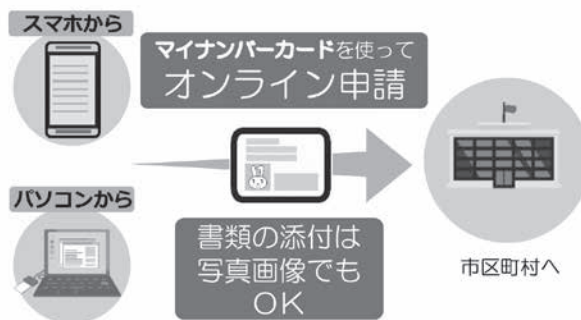 スマホから
マイナンバーカードを使って
オンライン申請
パソコンから
書類の添付は
写真画像でも
OK
市区町村へ